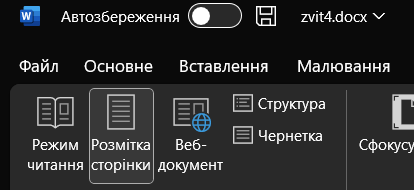 W Автозбереження zvit4.docx
Файл Основне Вставлення Малювання
Режим читання
Розмітка сторінки
Веб-документ
Структура
Чернетка
Сфокусу